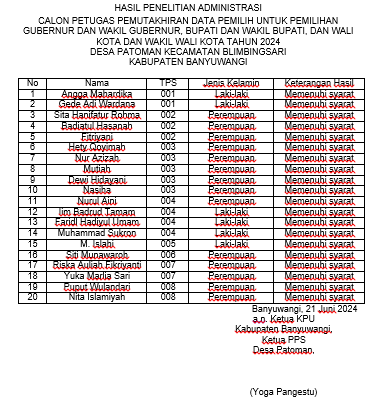 HASIL PENELITIAN ADMINISTRASI
CALON PETUGAS PEMUTAKHIRAN DATA PEMILIH UNTUK PEMILIHAN
GUBERNUR DAN WAKIL GUBERNUR, BUPATI DAN WAKIL BUPATI, DAN WALI
KOTA DAN WAKIL WALI KOTA TAHUN 2024
DESA PATOMAN KECAMATAN BLIMBINGSARI
KABUPATEN BANYUWANGI
No Nama TPS Jenis Kelamin Keterangan Hasil
1 Angga Mahardika 001 Laki-laki Memenuhi syarat
2 Gede Adi Wardana 001 Laki-laki Memenuhi syarat
3 Sita Hanifatur Rohma 002 Perempuan Memenuhi syarat
4 Badiatul Hasanah 002 Perempuan Memenuhi syarat
5 Fitriyani 002 Perempuan Memenuhi syarat
6 Hety Qoyimah 003 Perempuan Memenuhi syarat
7 Nur Azizah 003 Perempuan Memenuhi syarat
8 Mutiah 003 Perempuan Memenuhi syarat
9 Dewi Hidayani 003 Perempuan Memenuhi syarat
10 Nasiha 003 Perempuan Memenuhi syarat
11 Nurul Aini 004 Perempuan Memenuhi syarat
12 Iim Badrud Tamam 004 Laki-laki Memenuhi syarat
13 Faridl Hadiyul Umam 004 Laki-laki Memenuhi syarat
14 Muhammad Sukron 004 Laki-laki Memenuhi syarat
15 M. Islahi 005 Laki-laki Memenuhi syarat
16 Siti Munawaroh 006 Perempuan Memenuhi syarat
17 Riska Auliah Fikriyanti 007 Perempuan Memenuhi syarat
18 Yuka Marlia Sari 007 Perempuan Memenuhi syarat
19 Puput Wulandari 008 Perempuan Memenuhi syarat
20 Nita Islamiyah 008 Perempuan Memenuhi syarat
Banyuwangi, 21 Juni 2024
a.n. Ketua KPU
Kabupaten Banyuwangi,
Ketua PPS
Desa Patoman,
(Yoga Pangestu)